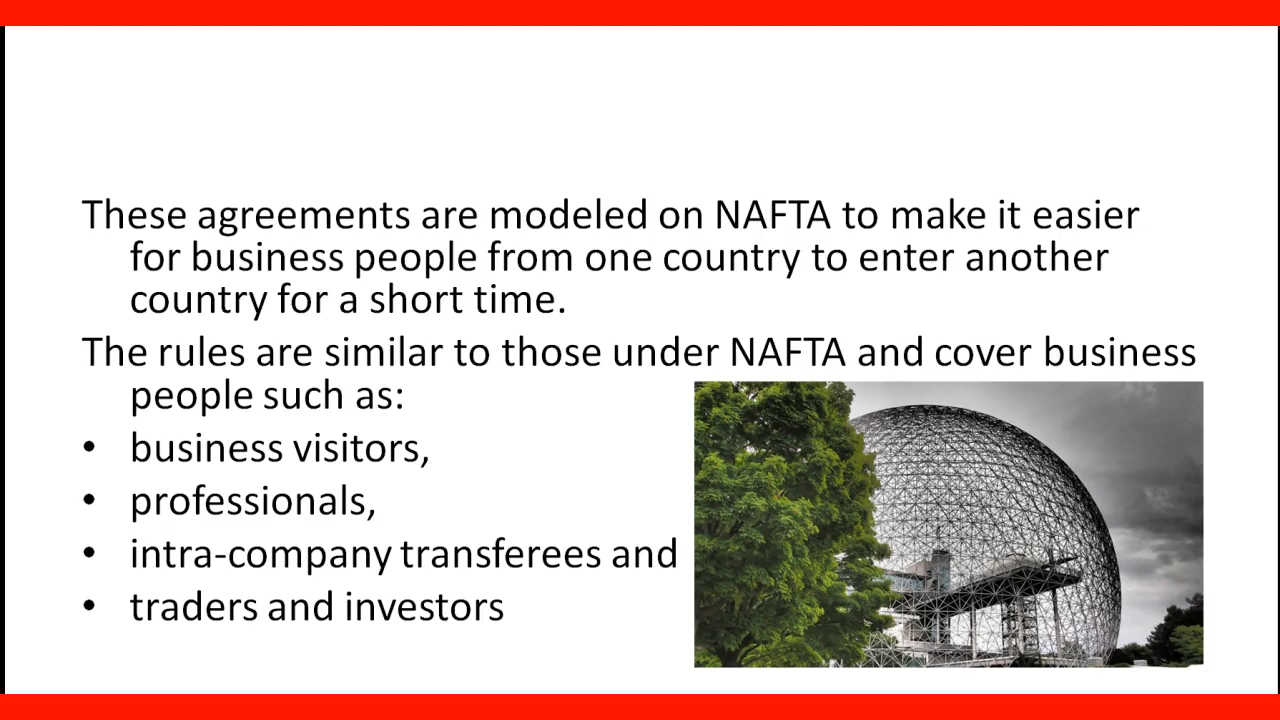 These agreements are modeled on NAFTA to make it easier
for business people from one country to enter another
country for a short time.
The rules are similar to those under NAFTA and cover business
people such as:
• business visitors,
• professionals,
• intra-company transferees and
• traders and investors